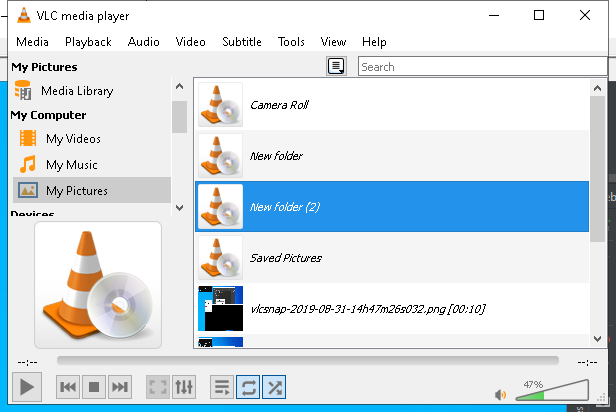 VLC media player
Media Playback Audio Video Subtitle Tools View Help
My Pictures
Search
Media Library
My Computer
My Videos
My Music
My Pictures
Devices
Camera Roll
New folder
New folder (2)
Saved Pictures
vlcsnap-2019-08-31-14h47m26s032.png [00:10]
--:-- --:--
47%